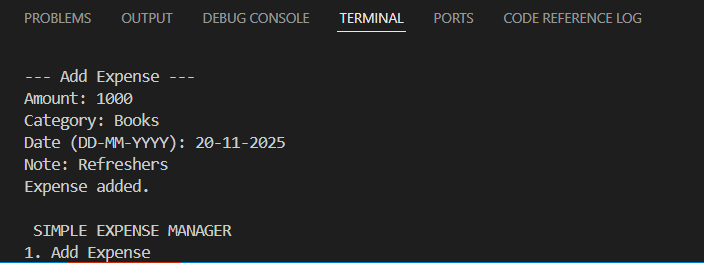 PROBLEMS OUTPUT DEBUG CONSOLE TERMINAL PORTS CODE REFERENCE LOG
--- Add Expense ---
Amount: 1000
Category: Books
Date (DD-MM-YYYY): 20-11-2025
Note: Refreshers
Expense added.
SIMPLE EXPENSE MANAGER
1. Add Expense